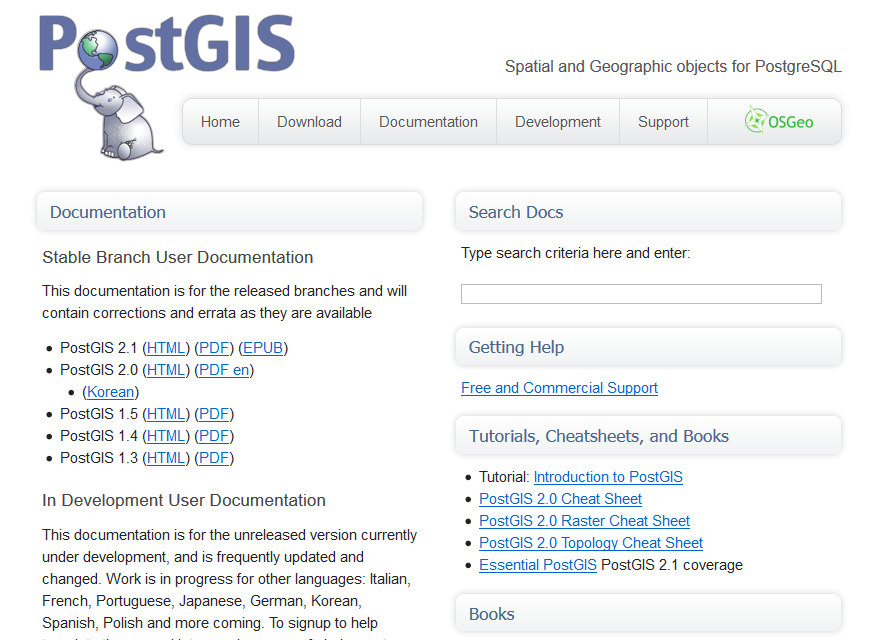 PostGIS
Spatial and Geographic objects for PostgreSQL
Home Download Documentation Development Support OSGeo
Documentation
Stable Branch User Documentation
This documentation is for the released branches and will
contain corrections and errata as they are available
• PostGIS 2.1 (HTML) (PDF) (EPUB)
• PostGIS 2.0 (HTML) (PDF en)
• (Korean)
• PostGIS 1.5 (HTML) (PDF)
• PostGIS 1.4 (HTML) (PDF)
• PostGIS 1.3 (HTML) (PDF)
In Development User Documentation
This documentation is for the unreleased version currently
under development, and is frequently updated and
changed. Work is in progress for other languages: Italian,
French, Portuguese, Japanese, German, Korean,
Spanish, Polish and more coming. To signup to help
Search Docs
Type search criteria here and enter:
Getting Help
Free and Commercial Support
Tutorials, Cheatsheets, and Books
• Tutorial: Introduction to PostGIS
• PostGIS 2.0 Cheat Sheet
• PostGIS 2.0 Raster Cheat Sheet
• PostGIS 2.0 Topology Cheat Sheet
• Essential PostGIS PostGIS 2.1 coverage
Books